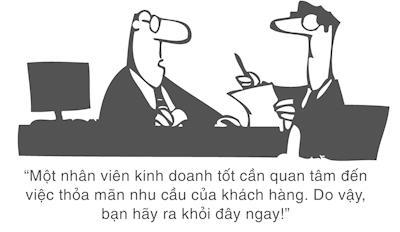 “Một nhân viên kinh doanh tốt cần quan tâm đến
việc thỏa mãn nhu cầu của khách hàng. Do vậy,
bạn hãy ra khỏi đây ngay!”